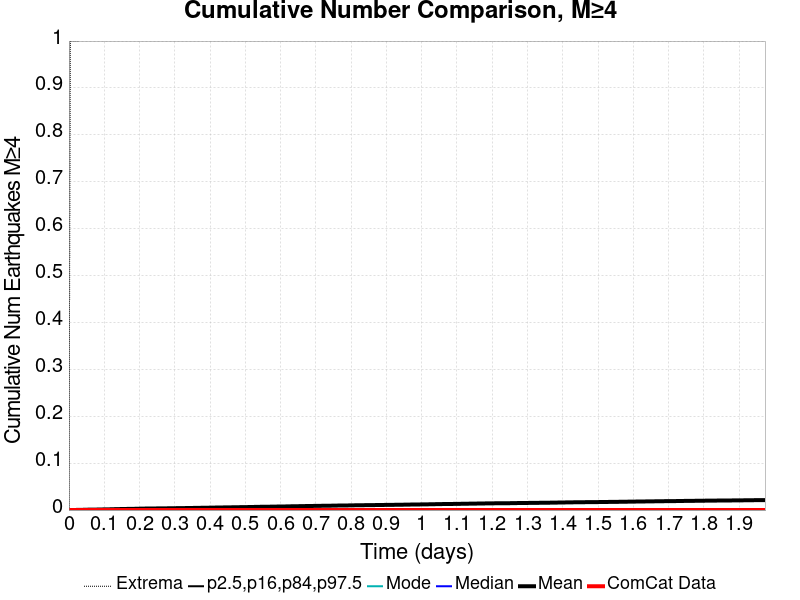 Cumulative Number Comparison, M≥4
Cumulative Num Earthquakes M≥4
1
0.9
0.8
0.7
0.6
0.5
0.4
0.3
0.2
0.1
0
0 0.1 0.2 0.3 0.4 0.5 0.6 0.7 0.8 0.9 1 1.1 1.2 1.3 1.4 1.5 1.6 1.7 1.8 1.9
Time (days)
Extrema p2.5,p16,p84,p97.5 Mode Median Mean ComCat Data